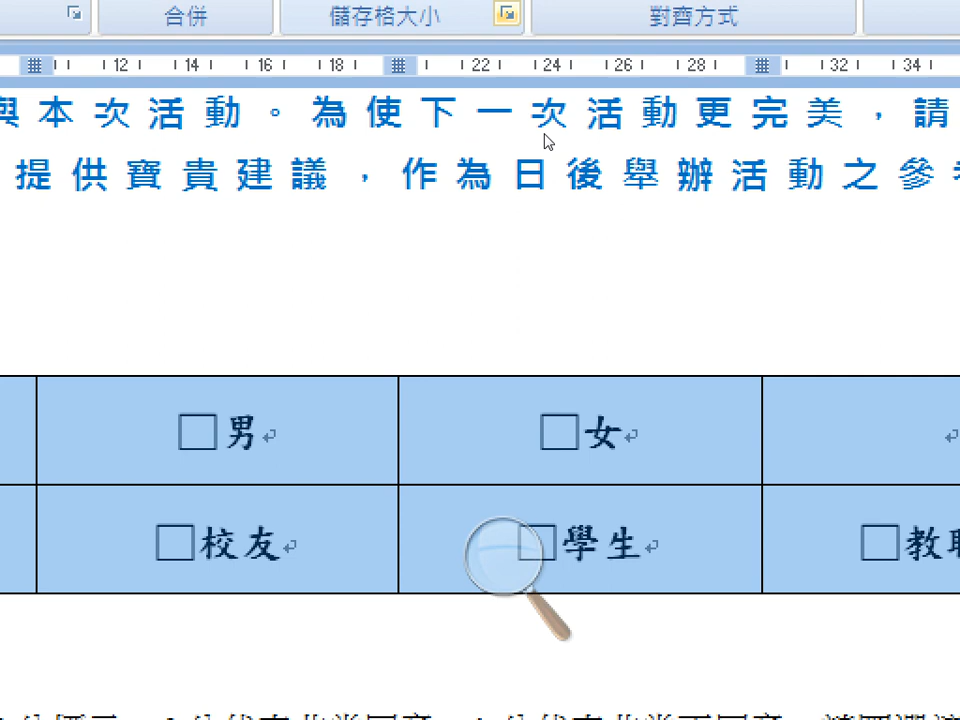 合併 儲存格大小 對齊方式
12 14 16 18 22 24 26 28 32 34
與本次活動。為使下一次活動更完美，請
提供寶貴建議，作為日後舉辦活動之參考
□男 □女
□校友 □學生 □教職